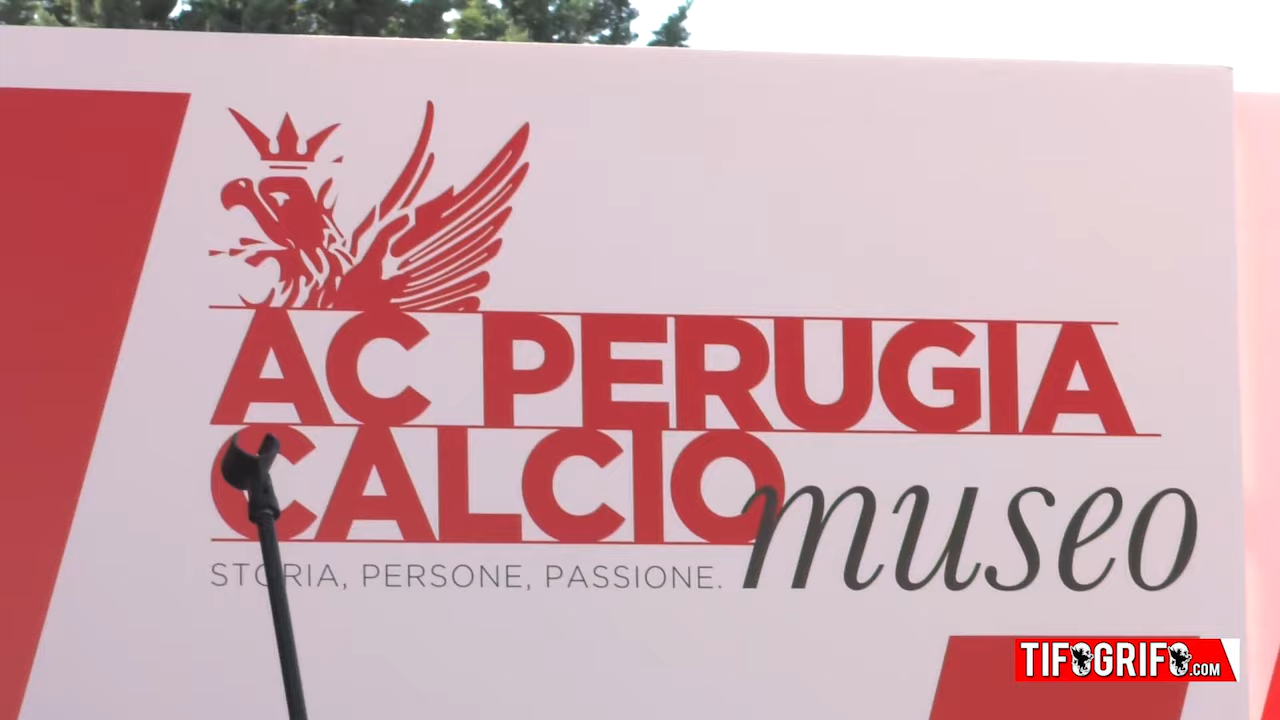 AC PERUGIA
CALCIO museo
STORIA, PERSONE, PASSIONE.
TIFOGRIFO.COM